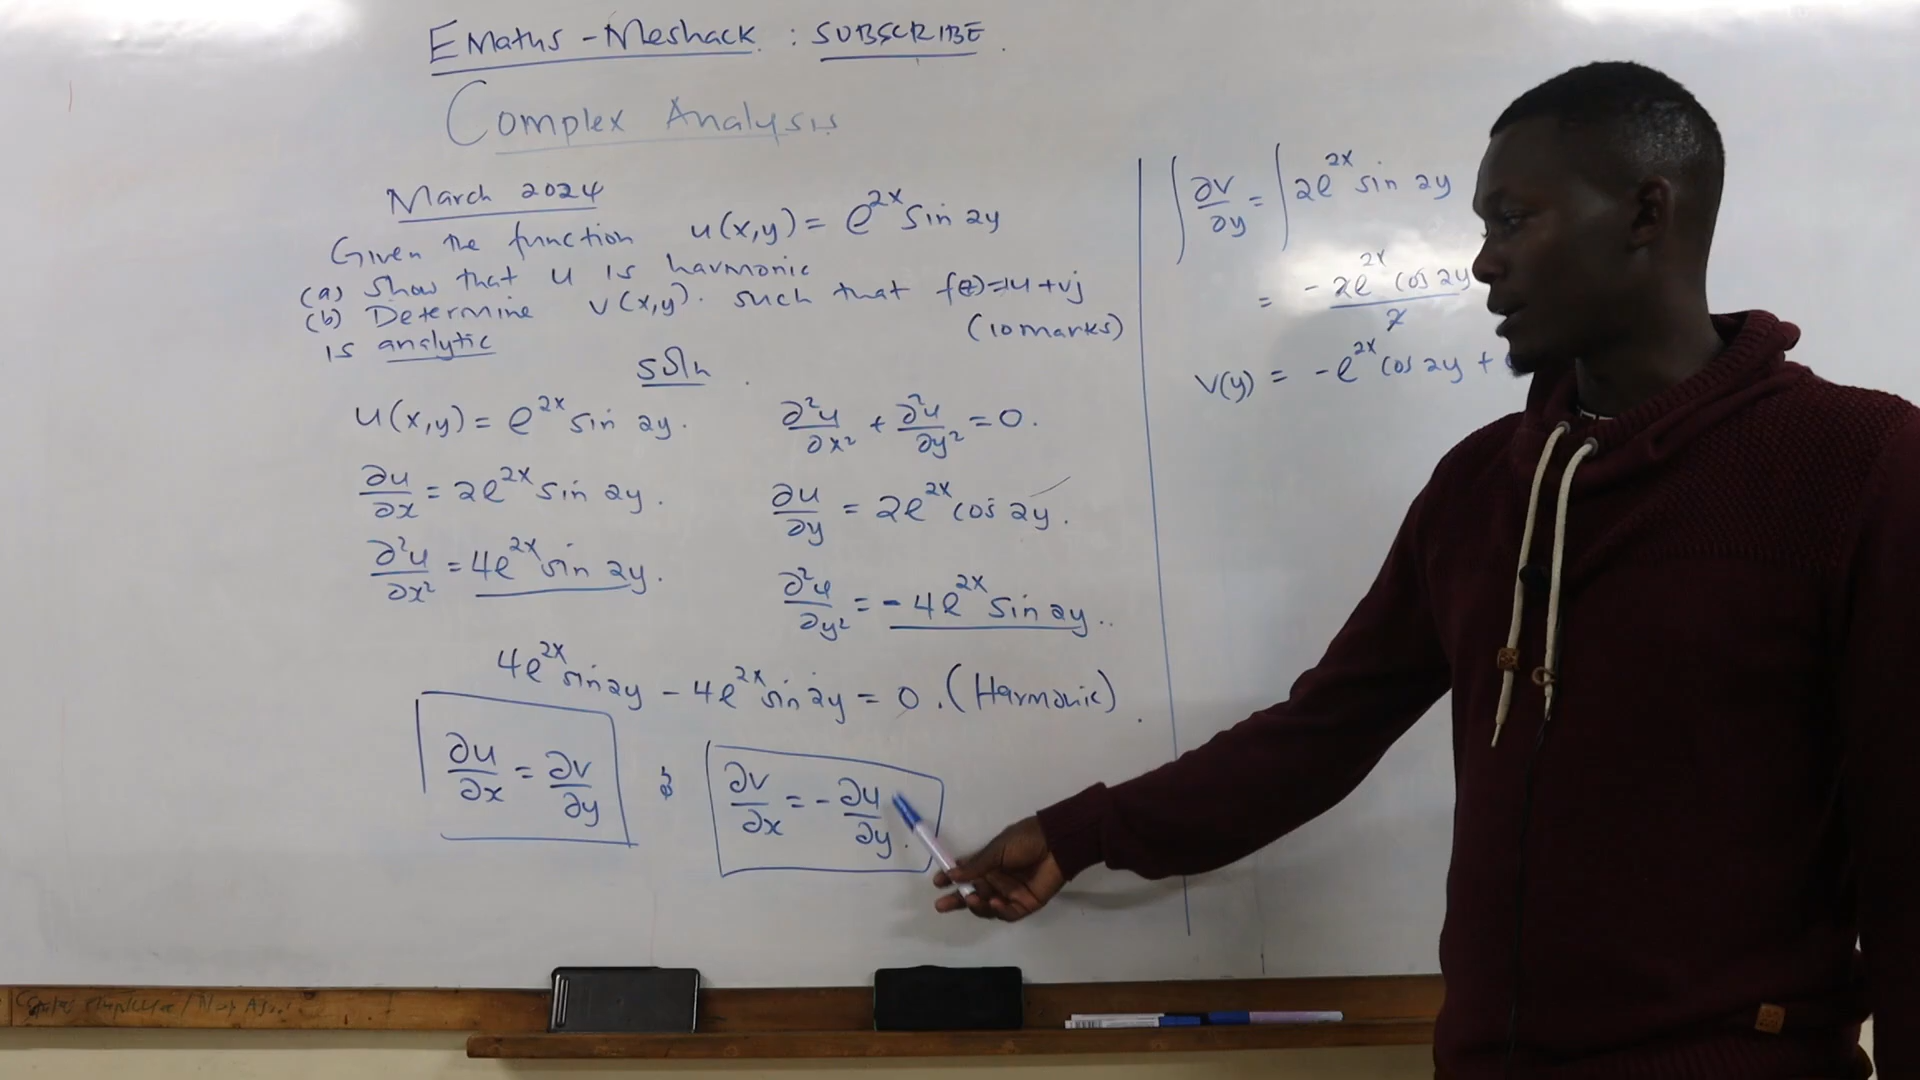 EMaths - Meshack : SUBSCRIBE.
Complex Analysis
March 2024
Given the function u(x,y) = e^2x sin 2y
(a) Show that u is harmonic
(b) Determine v(x,y). such that f(z)=u+vj
is analytic (10marks)
soln.
u(x,y) = e^2x sin 2y.
∂²u/∂x² + ∂²u/∂y² = 0.
∂u/∂x = 2e^2x sin 2y.
∂u/∂y = 2e^2x cos 2y.
∂²u/∂x² = 4e^2x sin 2y.
∂²u/∂y² = -4e^2x sin 2y..
4e^2x sin 2y - 4e^2x sin 2y = 0. (Harmonic).
∂u/∂x = ∂v/∂y & ∂v/∂x = -∂u/∂y.
∫ ∂v/∂y = ∫ 2e^2x sin 2y
= -2e^2x cos 2y / 2
v(y) = -e^2x cos 2y +